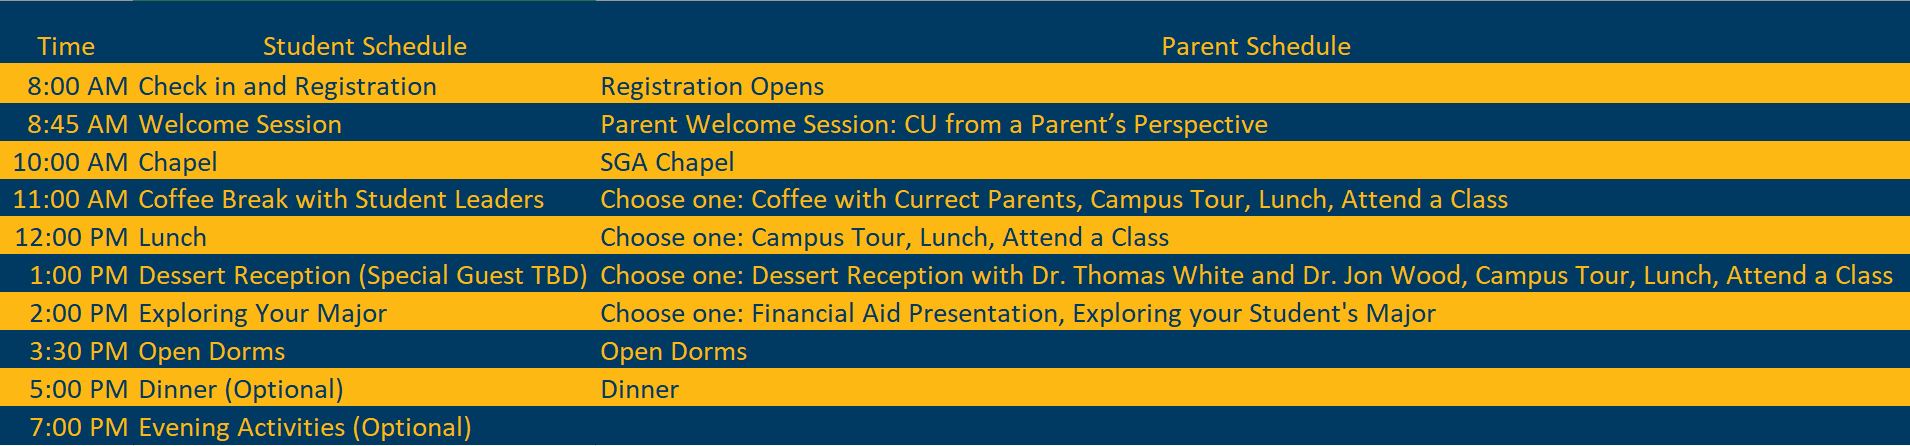 Time Student Schedule Parent Schedule
8:00 AM Check in and Registration Registration Opens
8:45 AM Welcome Session Parent Welcome Session: CU from a Parent’s Perspective
10:00 AM Chapel SGA Chapel
11:00 AM Coffee Break with Student Leaders Choose one: Coffee with Currect Parents, Campus Tour, Lunch, Attend a Class
12:00 PM Lunch Choose one: Campus Tour, Lunch, Attend a Class
1:00 PM Dessert Reception (Special Guest TBD) Choose one: Dessert Reception with Dr. Thomas White and Dr. Jon Wood, Campus Tour, Lunch, Attend a Class
2:00 PM Exploring Your Major Choose one: Financial Aid Presentation, Exploring your Student's Major
3:30 PM Open Dorms Open Dorms
5:00 PM Dinner (Optional) Dinner
7:00 PM Evening Activities (Optional)